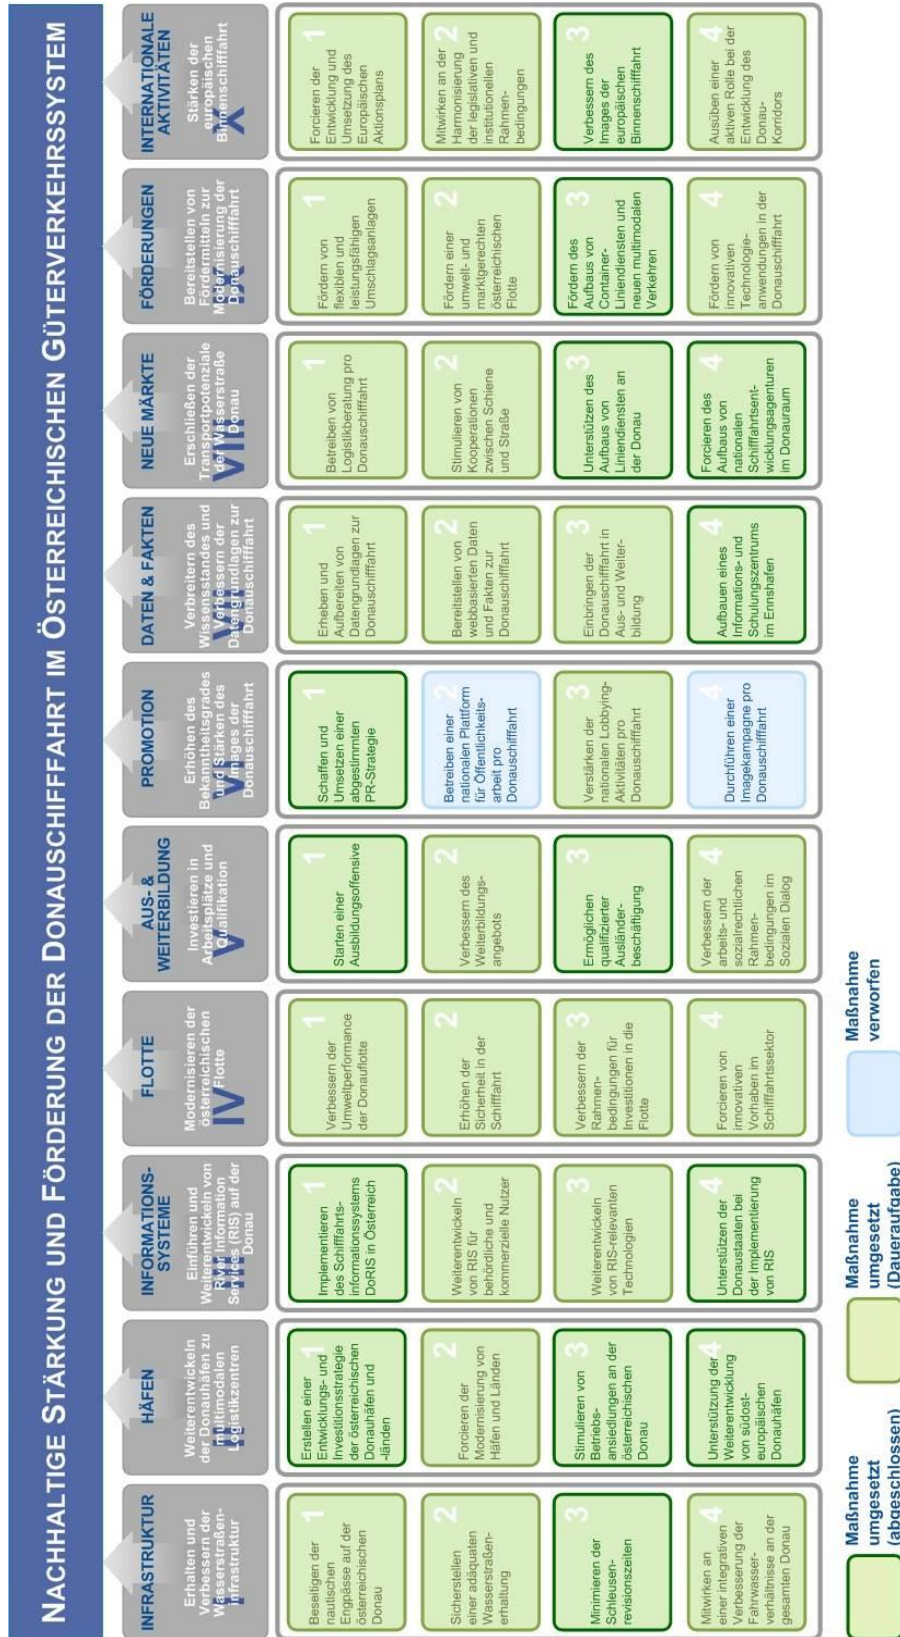 NACHHALTIGE STÄRKUNG UND FÖRDERUNG DER DONAUSCHIFFFAHRT IM ÖSTERREICHISCHEN GÜTERVERKEHRSSYSTEM
INFRASTRUKTUR
Erhalten und
Verbessern der
Wasserstraßen-
infrastruktur
I
1
Beseitigen der
nautischen
Engpässe auf der
österreichischen
Donau
2
Sicherstellen
einer adäquaten
Wasserstraßen-
erhaltung
3
Minimieren der
Schleusen-
revisionszeiten
4
Mitwirken an
einer integrativen
Verbesserung der
Fahrwasser-
verhältnisse an der
gesamten Donau
HÄFEN
Weiterentwickeln
der Donauhäfen zu
multimodalen
Logistikzentren
II
1
Erstellen einer
Entwicklungs- und
Investitionsstrategie
der österreichischen
Donauhäfen und
-länden
2
Forcieren der
Modernisierung von
Häfen und Länden
3
Stimulieren von
Betriebs-
ansiedlungen an der
österreichischen
Donau
4
Unterstützung der
Weiterentwicklung
von südost-
europäischen
Donauhäfen
INFORMATIONS-
SYSTEME
Einführen und
Weiterentwickeln von
River Information
Services (RIS) auf der
Donau
III
1
Implementieren
des Schifffahrts-
informationssystems
DoRIS in Österreich
2
Weiterentwickeln
von RIS für
behördliche und
kommerzielle Nutzer
3
Weiterentwickeln
von RIS-relevanten
Technologien
4
Unterstützen der
Donaustaaten bei
der Implementierung
von RIS
FLOTTE
Modernisieren der
österreichischen
Flotte
IV
1
Verbessern der
Umweltperformance
der Donauflotte
2
Erhöhen der
Sicherheit in der
Schifffahrt
3
Verbessern der
Rahmen-
bedingungen für
Investitionen in die
Flotte
4
Forcieren von
innovativen
Vorhaben im
Schifffahrtssektor
AUS- &
WEITERBILDUNG
Investieren in
Arbeitsplätze und
Qualifikation
V
1
Starten einer
Ausbildungsoffensive
2
Verbessern des
Weiterbildungs-
angebots
3
Ermöglichen
qualifizierter
Ausländer-
beschäftigung
4
Verbessern der
arbeits- und
sozialrechtlichen
Rahmen-
bedingungen im
Sozialen Dialog
PROMOTION
Erhöhen des
Bekanntheitsgrades
und Stärken des
Images der
Donauschifffahrt
VI
1
Schaffen und
Umsetzen einer
abgestimmten
PR-Strategie
2
Betreiben einer
nationalen Plattform
für Öffentlichkeits-
arbeit pro
Donauschifffahrt
3
Verstärken der
nationalen Lobbying-
Aktivitäten pro
Donauschifffahrt
4
Durchführen einer
Imagekampagne pro
Donauschifffahrt
DATEN & FAKTEN
Verbreitern des
Wissensstandes und
Verbessern der
Datengrundlagen zur
Donauschifffahrt
VII
1
Erheben und
Aufbereiten von
Datengrundlagen zur
Donauschifffahrt
2
Bereitstellen von
webbasierten Daten
und Fakten zur
Donauschifffahrt
3
Einbringen der
Donauschifffahrt in
Aus- und Weiter-
bildung
4
Aufbauen eines
Informations- und
Schulungszentrums
im Ennshafen
NEUE MÄRKTE
Erschließen der
Transportpotenziale
der Wasserstraße
Donau
VIII
1
Betreiben von
Logistikberatung pro
Donauschifffahrt
2
Stimulieren von
Kooperationen
zwischen Schiene
und Straße
3
Unterstützen des
Aufbaus von
Liniendiensten an
der Donau
4
Forcieren des
Aufbaus von
nationalen
Schifffahrtsent-
wicklungsagenturen
im Donauraum
FÖRDERUNGEN
Bereitstellen von
Fördermitteln zur
Modernisierung der
Donauschifffahrt
IX
1
Fördern von
flexiblen und
leistungsfähigen
Umschlagsanlagen
2
Fördern einer
umwelt- und
marktgerechten
österreichischen
Flotte
3
Fördern des
Aufbaus von
Container-
Liniendiensten und
neuen multimodalen
Verkehren
4
Fördern von
innovativen
Technologie-
anwendungen in der
Donauschifffahrt
INTERNATIONALE
AKTIVITÄTEN
Stärken der
europäischen
Binnenschifffahrt
X
1
Forcieren der
Entwicklung und
Umsetzung des
Europäischen
Aktionsplans
2
Mitwirken an der
Harmonisierung
der legislativen und
institutionellen
Rahmen-
bedingungen
3
Verbessern des
Images der
europäischen
Binnenschifffahrt
4
Ausüben einer
aktiven Rolle bei der
Entwicklung des
Donau-
Korridors
Maßnahme
umgesetzt
(abgeschlossen)
Maßnahme
umgesetzt
(Daueraufgabe)
Maßnahme
verworfen